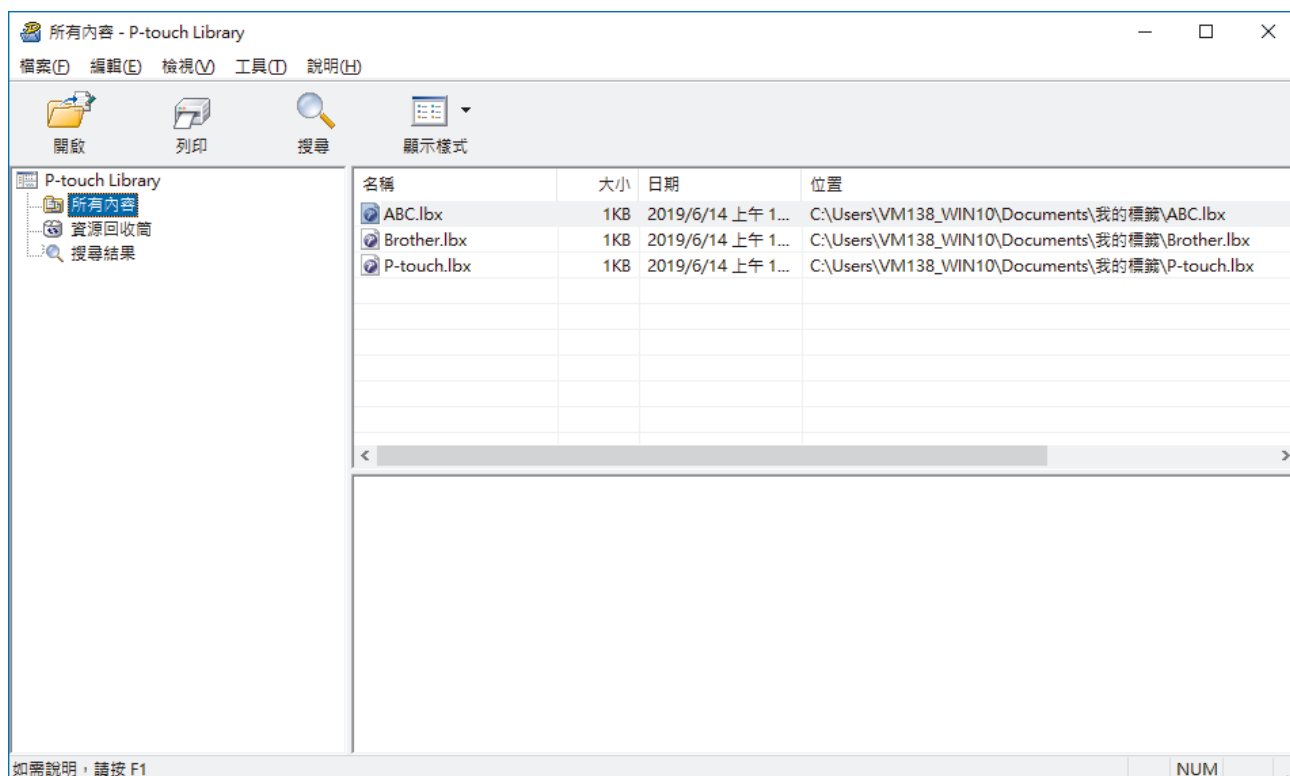 所有內容 - P-touch Library
檔案(F) 編輯(E) 檢視(V) 工具(T) 說明(H)
開啟 列印 搜尋 顯示樣式
P-touch Library
所有內容
資源回收筒
搜尋結果
名稱 大小 日期 位置
ABC.lbx 1KB 2019/6/14 上午 1... C:\Users\VM138_WIN10\Documents\我的標籤\ABC.lbx
Brother.lbx 1KB 2019/6/14 上午 1... C:\Users\VM138_WIN10\Documents\我的標籤\Brother.lbx
P-touch.lbx 1KB 2019/6/14 上午 1... C:\Users\VM138_WIN10\Documents\我的標籤\P-touch.lbx
如需說明，請按 F1 NUM